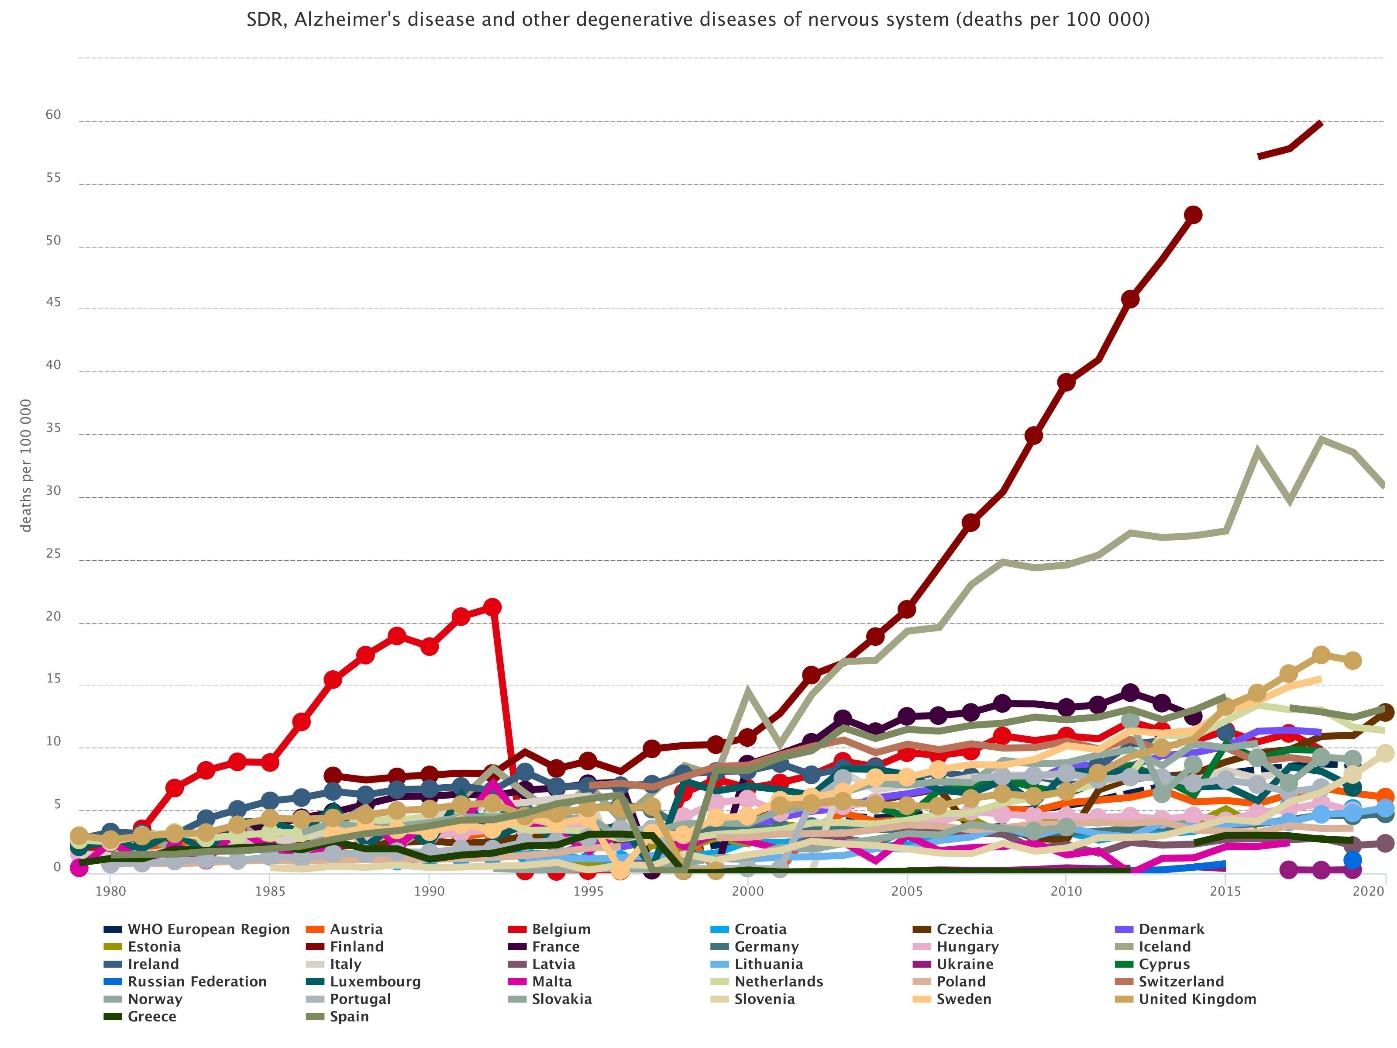 SDR, Alzheimer's disease and other degenerative diseases of nervous system (deaths per 100 000)
60
55
50
45
40
35
30
25
20
15
10
5
0
deaths per 100 000
1980 1985 1990 1995 2000 2005 2010 2015 2020
WHO European Region Austria Belgium Croatia Czechia Denmark
Estonia Finland France Germany Hungary Iceland
Ireland Italy Latvia Lithuania Ukraine Cyprus
Russian Federation Luxembourg Malta Netherlands Poland Switzerland
Norway Portugal Slovakia Slovenia Sweden United Kingdom
Greece Spain